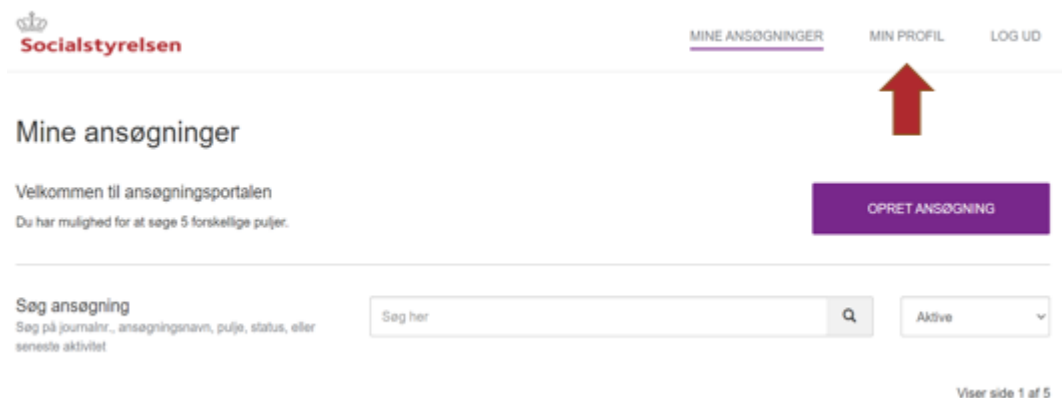 Socialstyrelsen
MINE ANSØGNINGER
MIN PROFIL
LOG UD
Mine ansøgninger
Velkommen til ansøgningsportalen
Du har mulighed for at søge 5 forskellige puljer.
OPRET ANSØGNING
Søg ansøgning
Søg på journalnr., ansøgningsnavn, pulje, status, eller
seneste aktivitet
Søg her
Aktive
Viser side 1 af 5